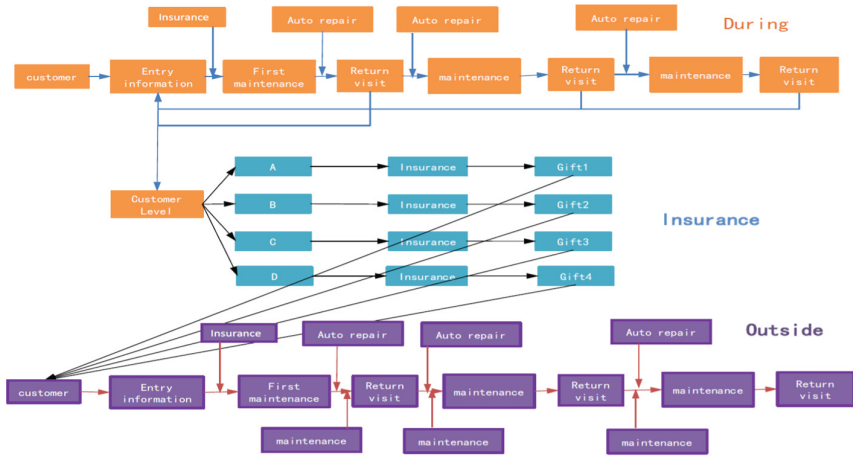 Insurance
Auto repair
Auto repair
Auto repair
During
customer
Entry
information
First
maintenance
Return
visit
maintenance
Return
visit
maintenance
Return
visit
Customer
Level
A
Insurance
Gift1
B
Insurance
Gift2
Insurance
C
Insurance
Gift3
D
Insurance
Gift4
Insurance
Auto repair
Auto repair
Auto repair
Outside
customer
Entry
information
First
maintenance
Return
visit
maintenance
Return
visit
maintenance
Return
visit
maintenance
maintenance
maintenance